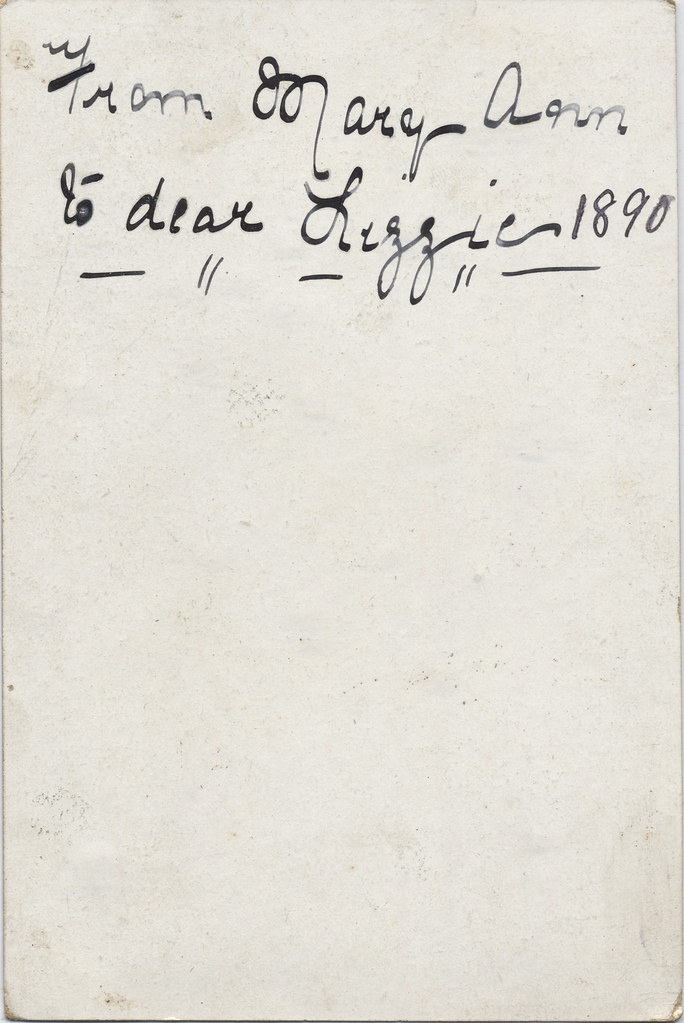 From Mary Ann
to dear Lizzie 1890
— " — " —